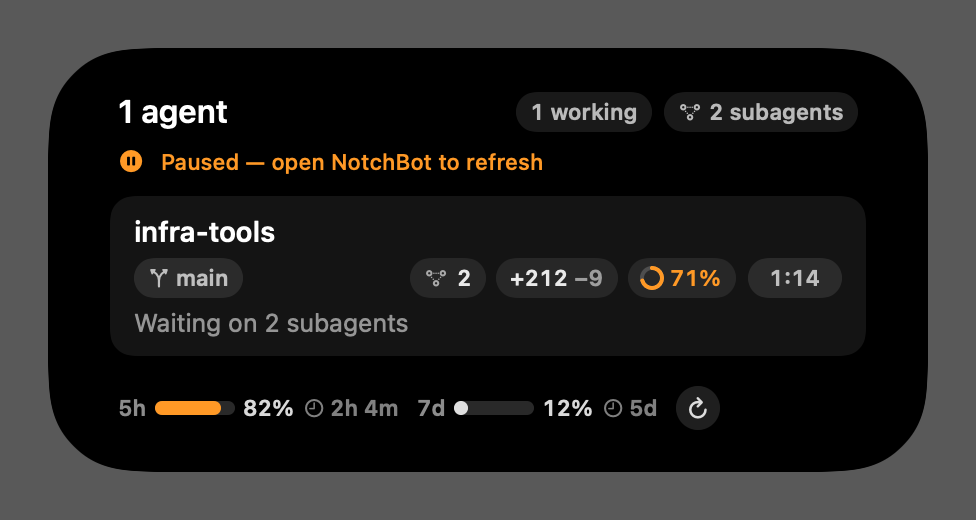 1 agent 1 working 2 subagents
Paused — open NotchBot to refresh
infra-tools
main 2 +212 −9 71% 1:14
Waiting on 2 subagents
5h 82% 2h 4m 7d 12% 5d